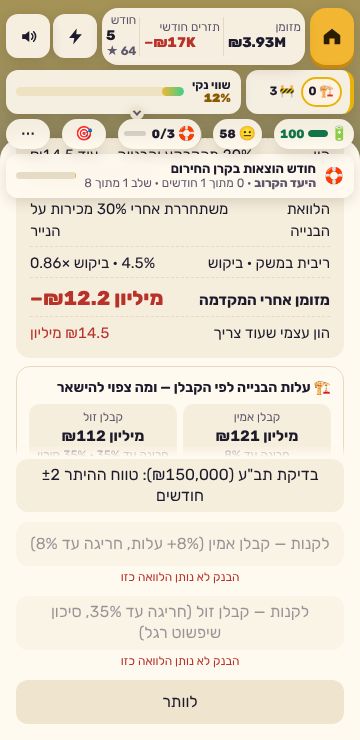 מזומן
₪3.93M
תזרים חודשי
−₪17K
חודש
5
★ 64
🏗️ 0
🚧 3
שווי נקי
12%
🔋 100
😐 58
🛟 0/3
🎯
⋯
חודש הוצאות בקרן החירום
היעד הקרוב • 0 מתוך 1 חודשים • שלב 1 מתוך 8
הלוואת הבנייה
משתחררת אחרי 30% מכירות על הנייר
ריבית במשק • ביקוש
4.5% • ביקוש ×0.86
מזומן אחרי המקדמה
−₪12.2 מיליון
הון עצמי שעוד צריך
₪14.5 מיליון
🏗️ עלות הבנייה לפי הקבלן — ומה צפוי להישאר
קבלן אמין
₪121 מיליון
קבלן זול
₪112 מיליון
בדיקת תב"ע (₪150,000): טווח ההיתר ±2
חודשים
לקנות — קבלן אמין (+8% עלות, חריגה עד 8%)
הבנק לא נותן הלוואה כזו
לקנות — קבלן זול (חריגה עד 35%, סיכון
שיפשוט רגל)
הבנק לא נותן הלוואה כזו
לוותר